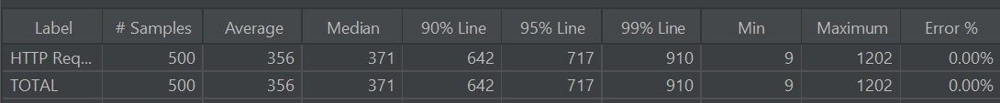 Label # Samples Average Median 90% Line 95% Line 99% Line Min Maximum Error %
HTTP Req... 500 356 371 642 717 910 9 1202 0.00%
TOTAL 500 356 371 642 717 910 9 1202 0.00%